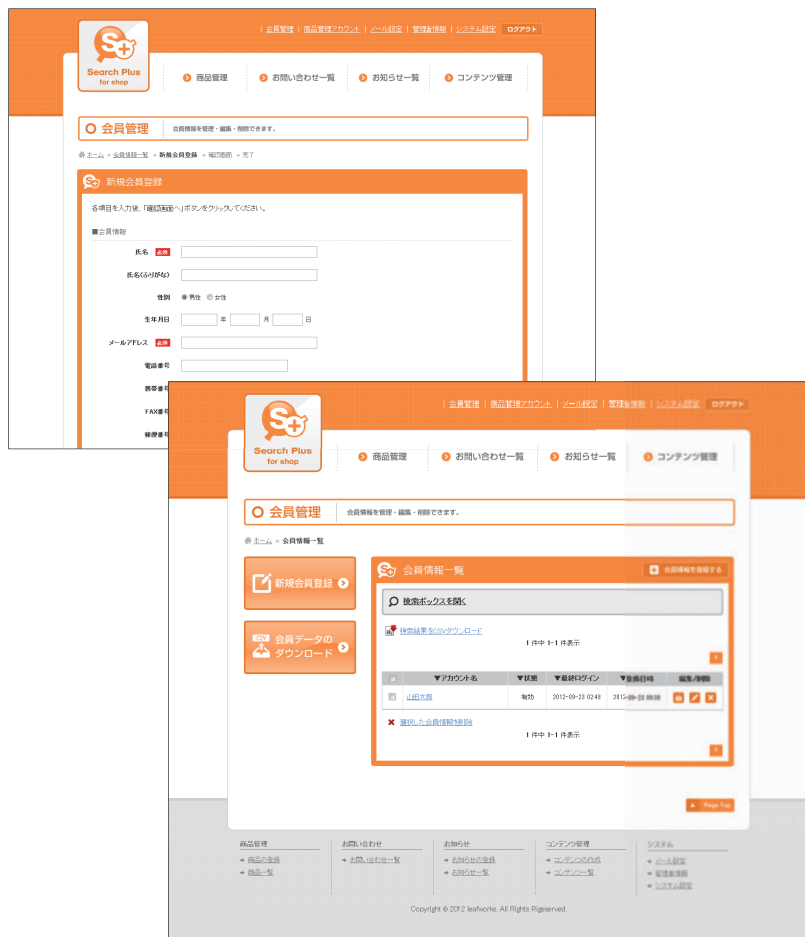 | 会員管理 | 商品管理アカウント | メール設定 | 管理者情報 | システム設定 ログアウト
S+
Search Plus
for shop
商品管理 お問い合わせ一覧 お知らせ一覧 コンテンツ管理
会員管理 会員情報を管理・編集・削除できます。
ホーム » 会員情報一覧 » 新規会員登録 » 確認画面 » 完了
S+ 新規会員登録
各項目を入力後、「確認画面へ」ボタンをクリックしてください。
■会員情報
氏名 必須
氏名(ふりがな)
性別 男性 女性
生年月日 年 月 日
メールアドレス 必須
電話番号
携帯番号
FAX番号
郵便番号
| 会員管理 | 商品管理アカウント | メール設定 | 管理者情報 | システム設定 ログアウト
S+
Search Plus
for shop
商品管理 お問い合わせ一覧 お知らせ一覧 コンテンツ管理
会員管理 会員情報を管理・編集・削除できます。
ホーム » 会員情報一覧
新規会員登録
CSV 会員データの
ダウンロード
S+ 会員情報一覧 会員情報を登録する
検索ボックスを開く
検索結果をCSVダウンロード
1 件中 1-1 件表示
1
▼アカウント名 ▼状態 ▼最終ログイン ▼登録日時 編集/削除
山田太郎 有効 2012-09-23 02:48 2012-09-23
選択した会員情報を削除
1 件中 1-1 件表示
1
Page Top
商品管理 お問い合わせ お知らせ コンテンツ管理 システム
商品の登録 お問い合わせ一覧 お知らせの登録 コンテンツの作成 メール設定
商品一覧 お知らせ一覧 コンテンツ一覧 管理者情報
システム設定
Copyright © 2012 leafworks. All Rights Rigeserved.